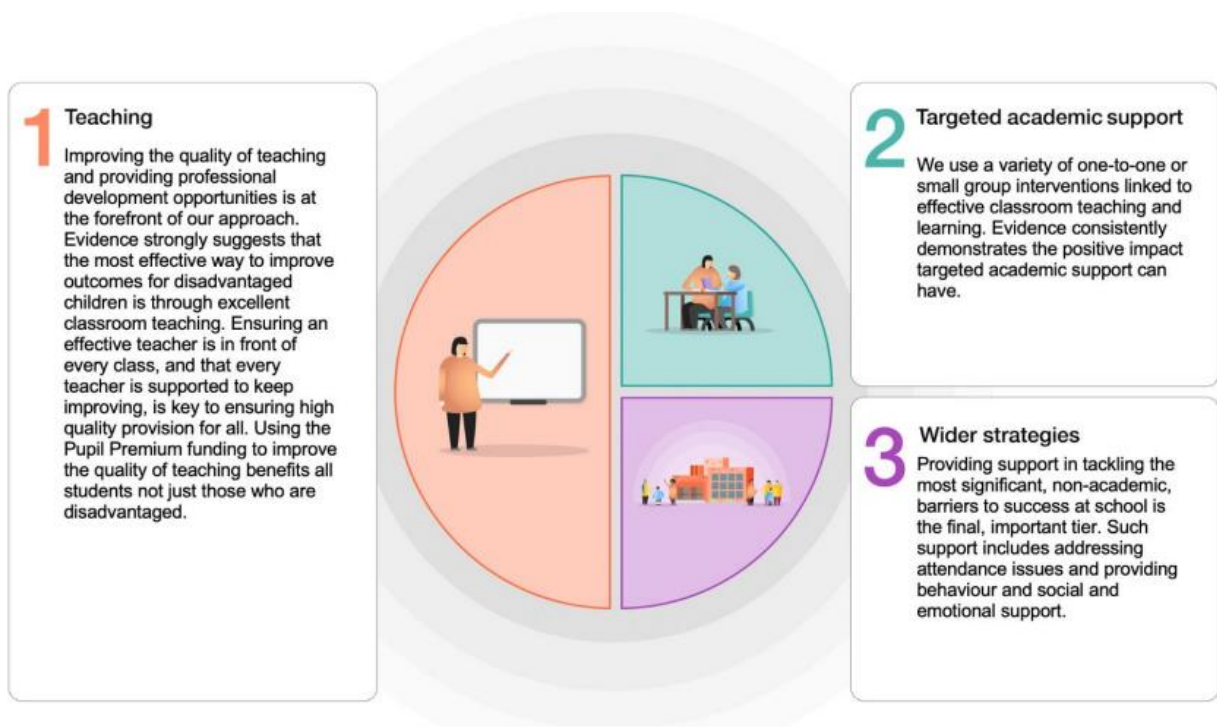 1
Teaching
Improving the quality of teaching
and providing professional
development opportunities is at
the forefront of our approach.
Evidence strongly suggests that
the most effective way to improve
outcomes for disadvantaged
children is through excellent
classroom teaching. Ensuring an
effective teacher is in front of
every class, and that every
teacher is supported to keep
improving, is key to ensuring high
quality provision for all. Using the
Pupil Premium funding to improve
the quality of teaching benefits all
students not just those who are
disadvantaged.
2
Targeted academic support
We use a variety of one-to-one or
small group interventions linked to
effective classroom teaching and
learning. Evidence consistently
demonstrates the positive impact
targeted academic support can
have.
3
Wider strategies
Providing support in tackling the
most significant, non-academic,
barriers to success at school is
the final, important tier. Such
support includes addressing
attendance issues and providing
behaviour and social and
emotional support.